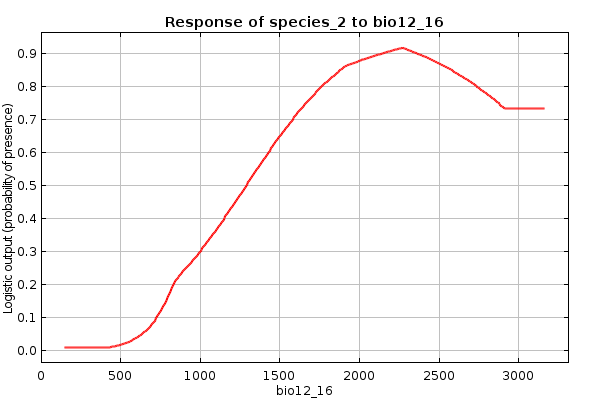 Response of species_2 to bio12_16
Logistic output (probability of presence)
0.9
0.8
0.7
0.6
0.5
0.4
0.3
0.2
0.1
0.0
0 500 1000 1500 2000 2500 3000
bio12_16